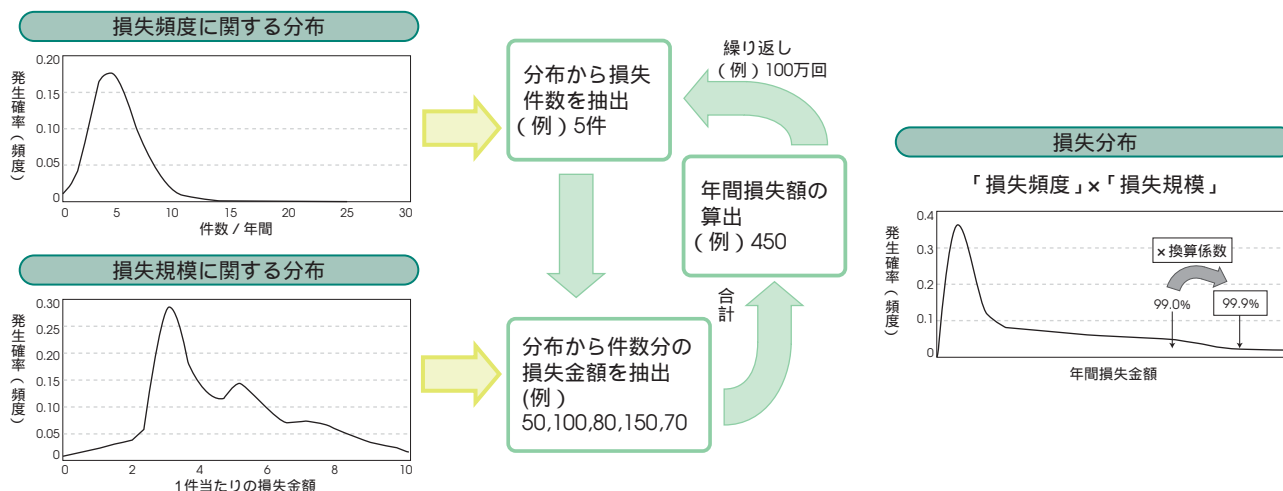 損失頻度に関する分布
発生確率(頻度)
0.20
0.15
0.10
0.05
0
0 5 10 15 20 25 30
件数/年間
損失規模に関する分布
発生確率(頻度)
0.30
0.25
0.20
0.15
0.10
0.05
0
0 2 4 6 8 10
1件当たりの損失金額
分布から損失
件数を抽出
(例)5件
繰り返し
(例)100万回
年間損失額の
算出
(例)450
合計
分布から件数分の
損失金額を抽出
(例)
50,100,80,150,70
損失分布
「損失頻度」×「損失規模」
発生確率(頻度)
0.4
0.3
0.2
0.1
0
×換算係数
99.0%
99.9%
年間損失金額